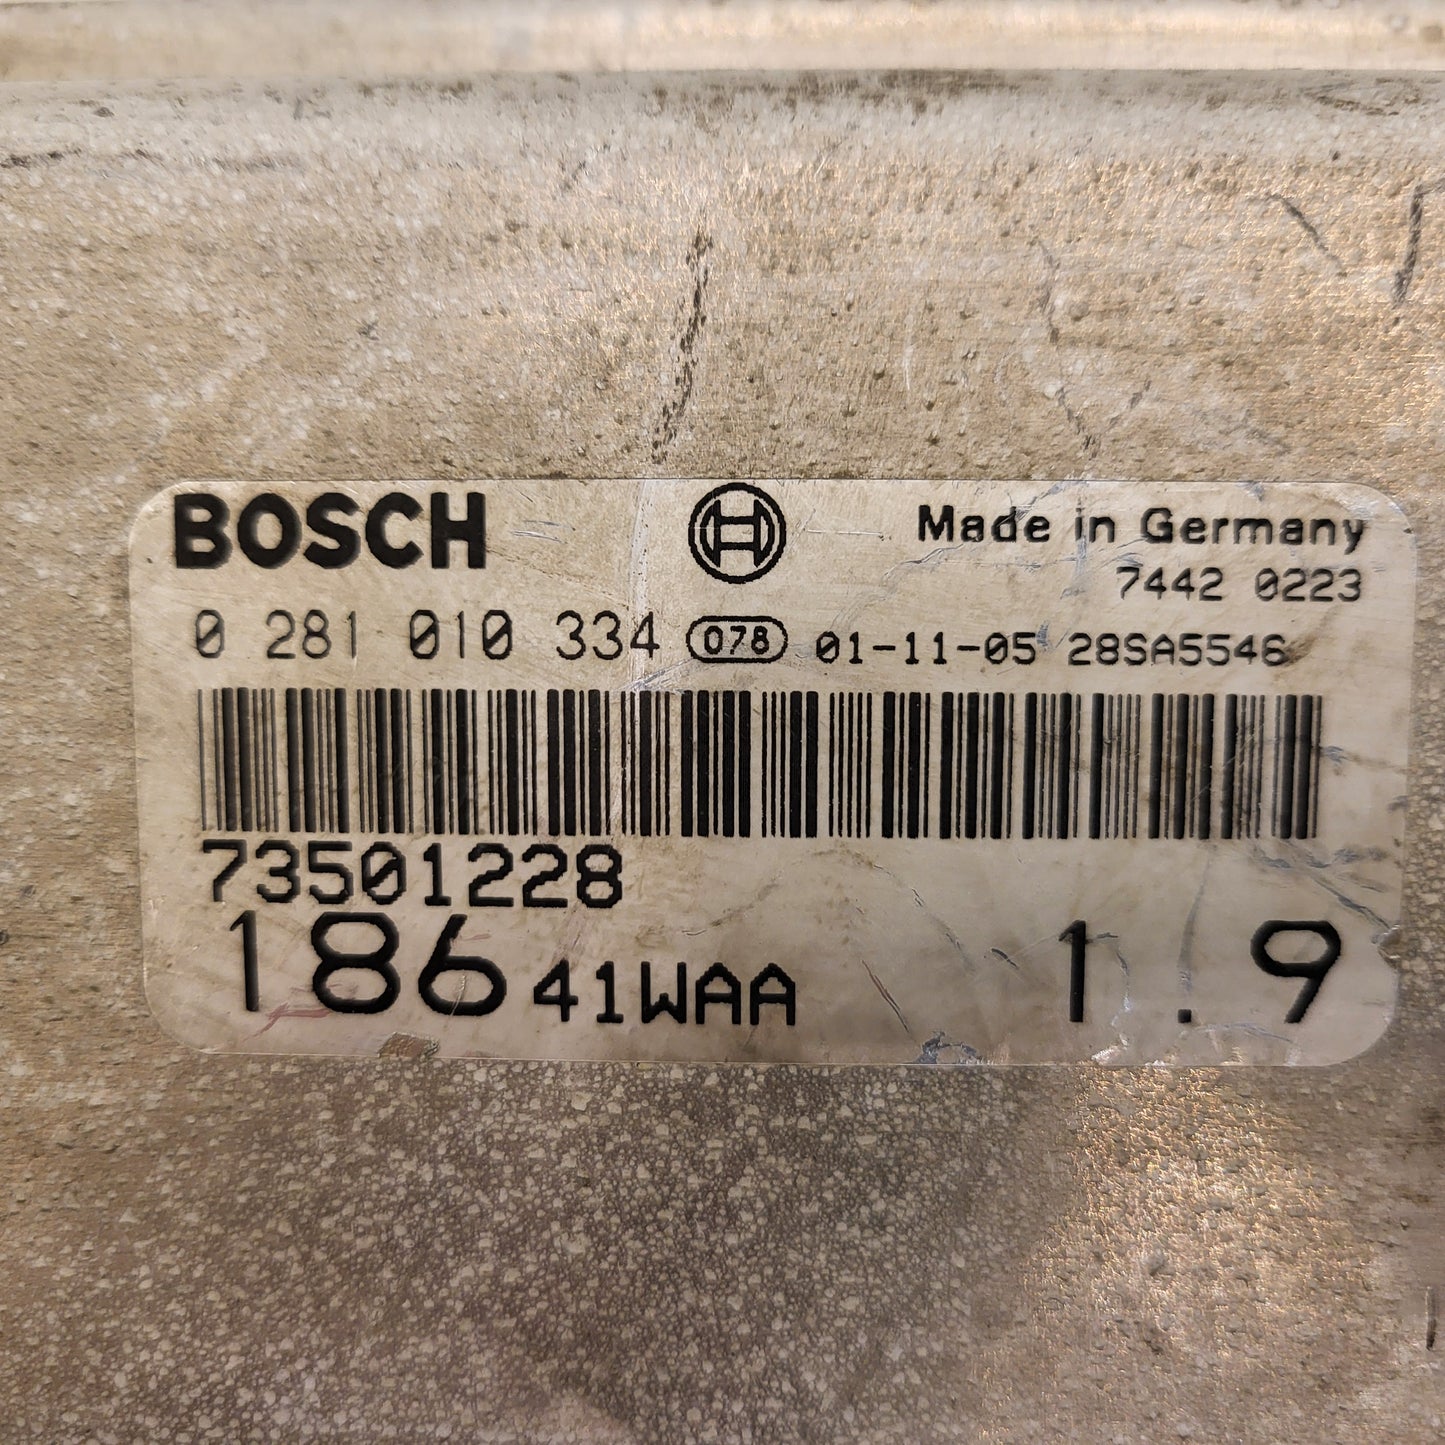 BOSCH Made in Germany
7442 0223
0 281 010 334 078 01-11-05 28SA5546
73501228
186 41WAA 1.9